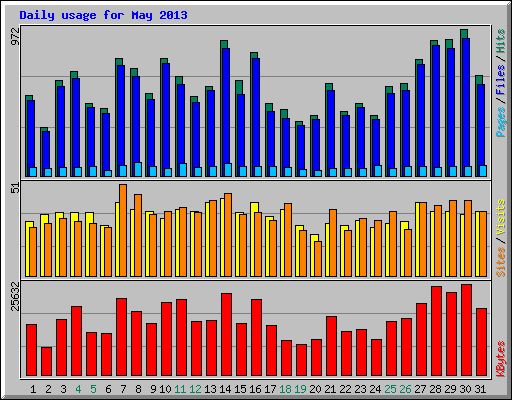 Daily usage for May 2013
972
Pages / Files / Hits
51
Sites / Visits
25632
KBytes
1 2 3 4 5 6 7 8 9 10 11 12 13 14 15 16 17 18 19 20 21 22 23 24 25 26 27 28 29 30 31